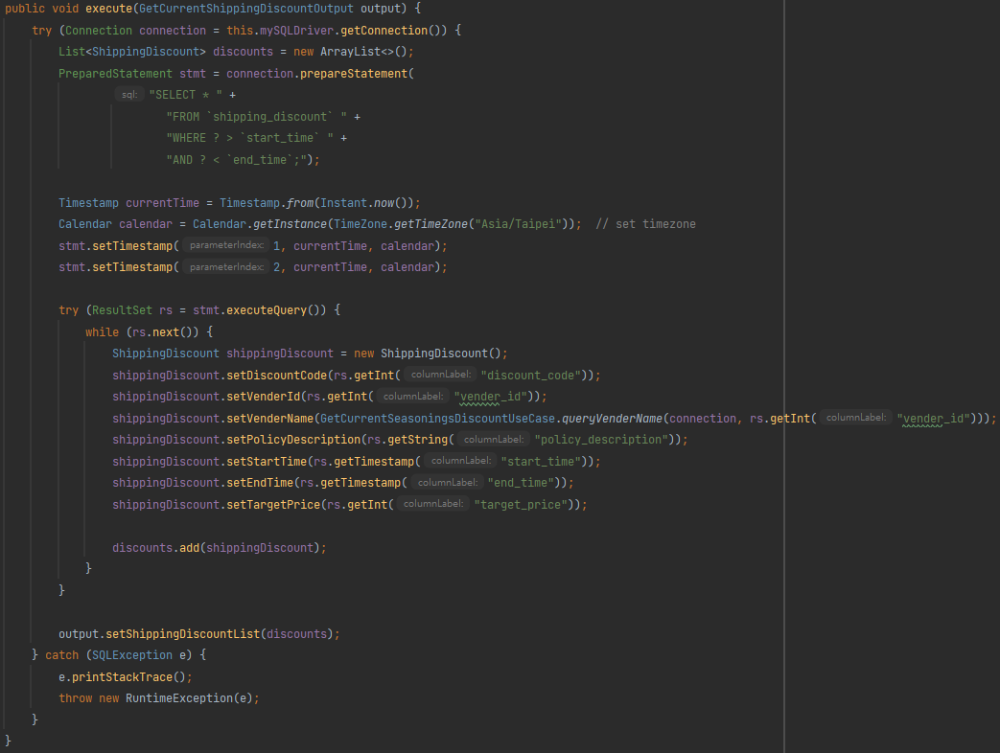 public void execute(GetCurrentShippingDiscountOutput output) {
    try (Connection connection = this.mySQLDriver.getConnection()) {
        List<ShippingDiscount> discounts = new ArrayList<>();
        PreparedStatement stmt = connection.prepareStatement(
                sql: "SELECT * " +
                        "FROM `shipping_discount` " +
                        "WHERE ? > `start_time` " +
                        "AND ? < `end_time`;");

        Timestamp currentTime = Timestamp.from(Instant.now());
        Calendar calendar = Calendar.getInstance(TimeZone.getTimeZone("Asia/Taipei"));  // set timezone
        stmt.setTimestamp( parameterIndex: 1, currentTime, calendar);
        stmt.setTimestamp( parameterIndex: 2, currentTime, calendar);

        try (ResultSet rs = stmt.executeQuery()) {
            while (rs.next()) {
                ShippingDiscount shippingDiscount = new ShippingDiscount();
                shippingDiscount.setDiscountCode(rs.getInt( columnLabel: "discount_code"));
                shippingDiscount.setVenderId(rs.getInt( columnLabel: "vender_id"));
                shippingDiscount.setVenderName(GetCurrentSeasoningsDiscountUseCase.queryVenderName(connection, rs.getInt( columnLabel: "vender_id")));
                shippingDiscount.setPolicyDescription(rs.getString( columnLabel: "policy_description"));
                shippingDiscount.setStartTime(rs.getTimestamp( columnLabel: "start_time"));
                shippingDiscount.setEndTime(rs.getTimestamp( columnLabel: "end_time"));
                shippingDiscount.setTargetPrice(rs.getInt( columnLabel: "target_price"));

                discounts.add(shippingDiscount);
            }
        }

        output.setShippingDiscountList(discounts);
    } catch (SQLException e) {
        e.printStackTrace();
        throw new RuntimeException(e);
    }
}